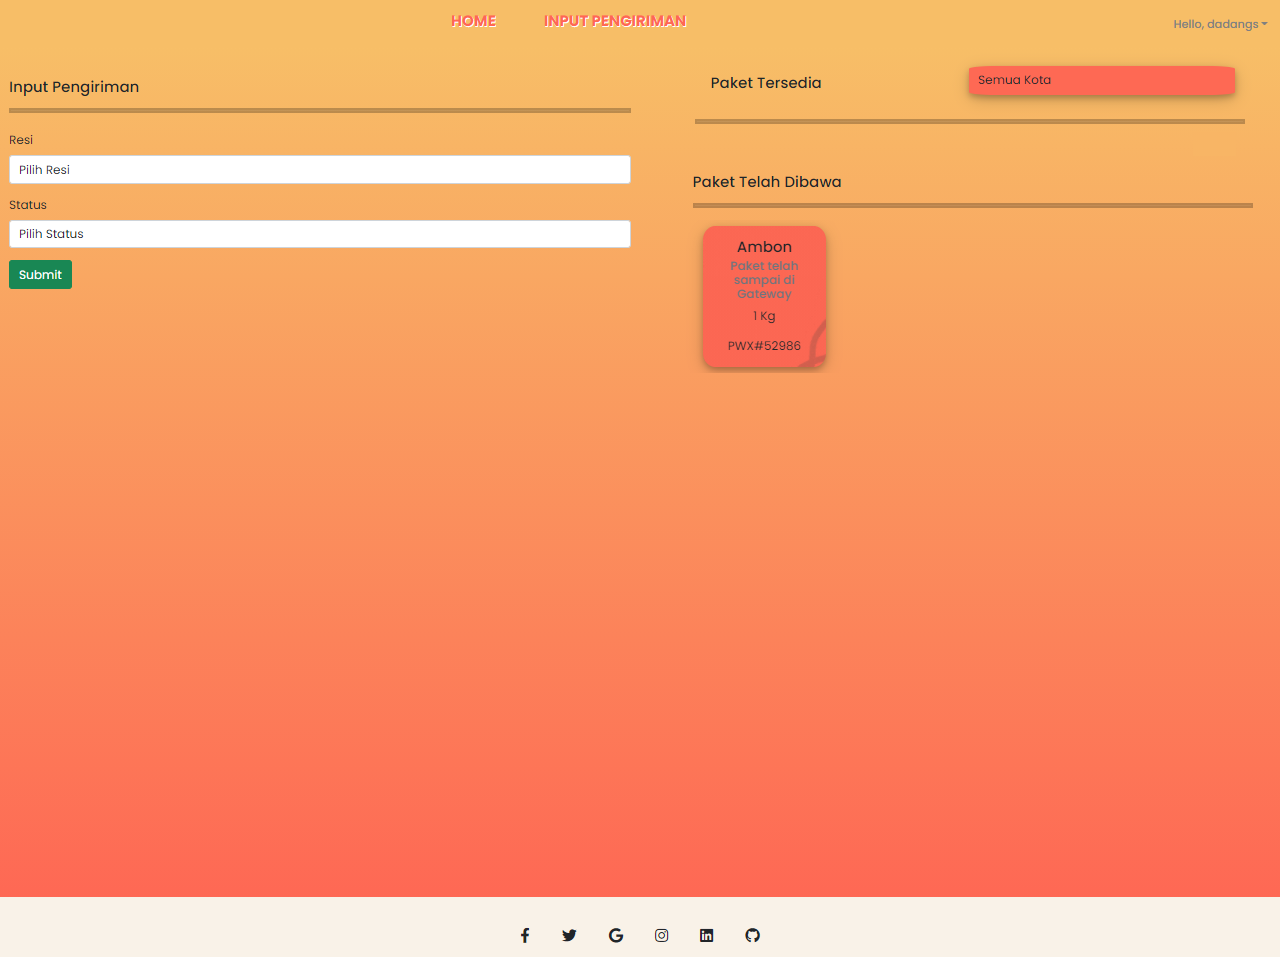 HOME
INPUT PENGIRIMAN
Hello, dadangs
Input Pengiriman
Resi
Pilih Resi
Status
Pilih Status
Submit
Paket Tersedia
Semua Kota
Paket Telah Dibawa
Ambon
Paket telah
sampai di
Gateway
1 Kg
PWX#52986